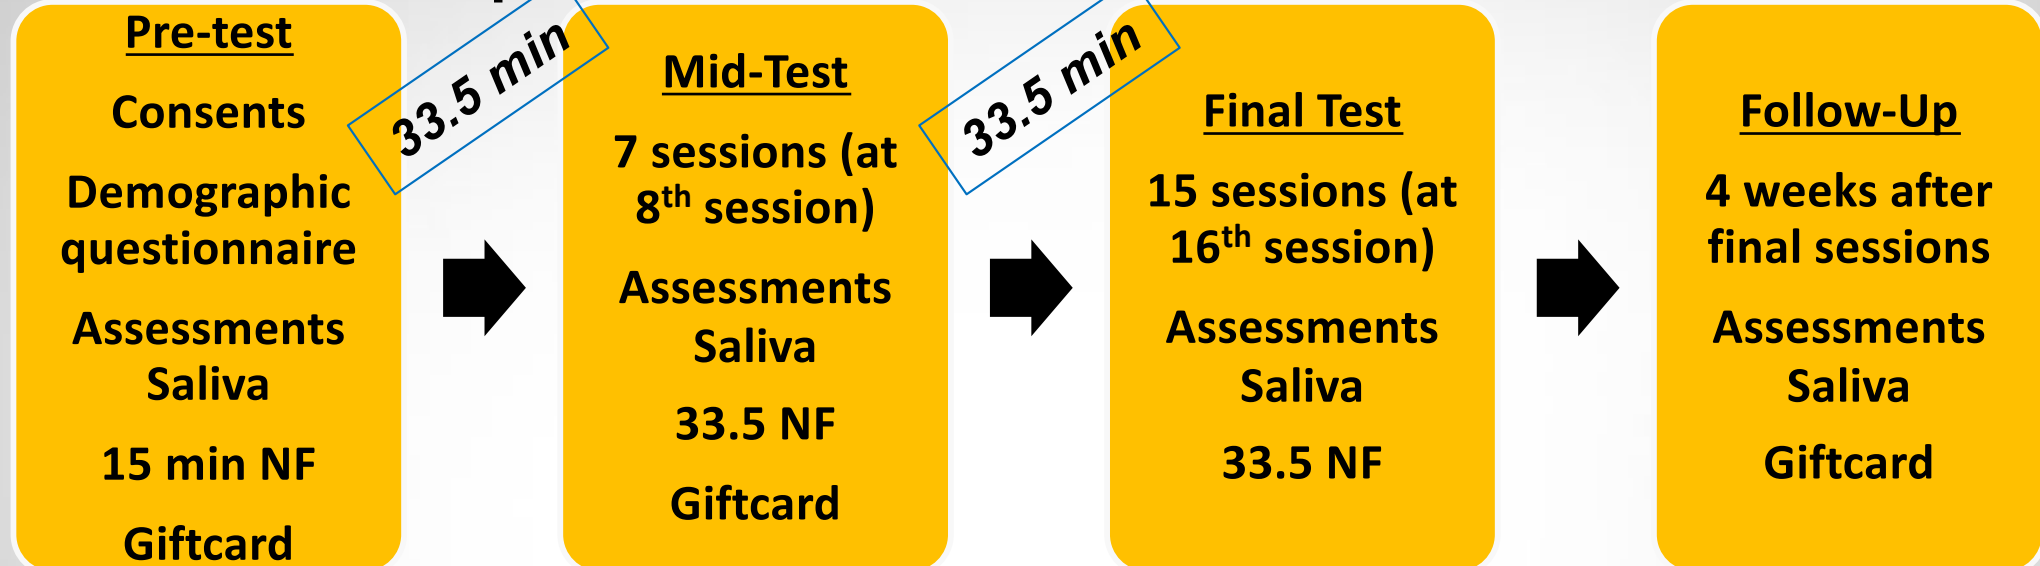 Pre-test
Consents
Demographic
questionnaire
Assessments
Saliva
15 min NF
Giftcard
33.5 min
Mid-Test
7 sessions (at
8th session)
Assessments
Saliva
33.5 NF
Giftcard
33.5 min
Final Test
15 sessions (at
16th session)
Assessments
Saliva
33.5 NF
Follow-Up
4 weeks after
final sessions
Assessments
Saliva
Giftcard